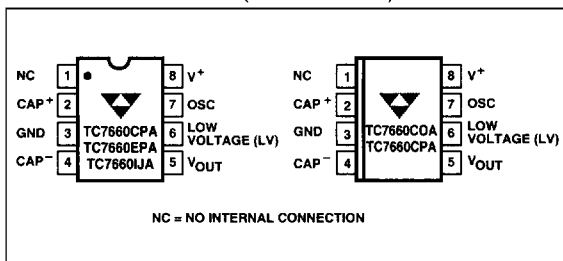 NC 1 8 V+
CAP+ 2 7 OSC
GND 3 6 LOW VOLTAGE (LV)
CAP− 4 5 VOUT
TC7660CPA
TC7660EPA
TC7660IJA
NC 1 8 V+
CAP+ 2 7 OSC
GND 3 6 LOW VOLTAGE (LV)
CAP− 4 5 VOUT
TC7660COA
TC7660CPA
NC = NO INTERNAL CONNECTION